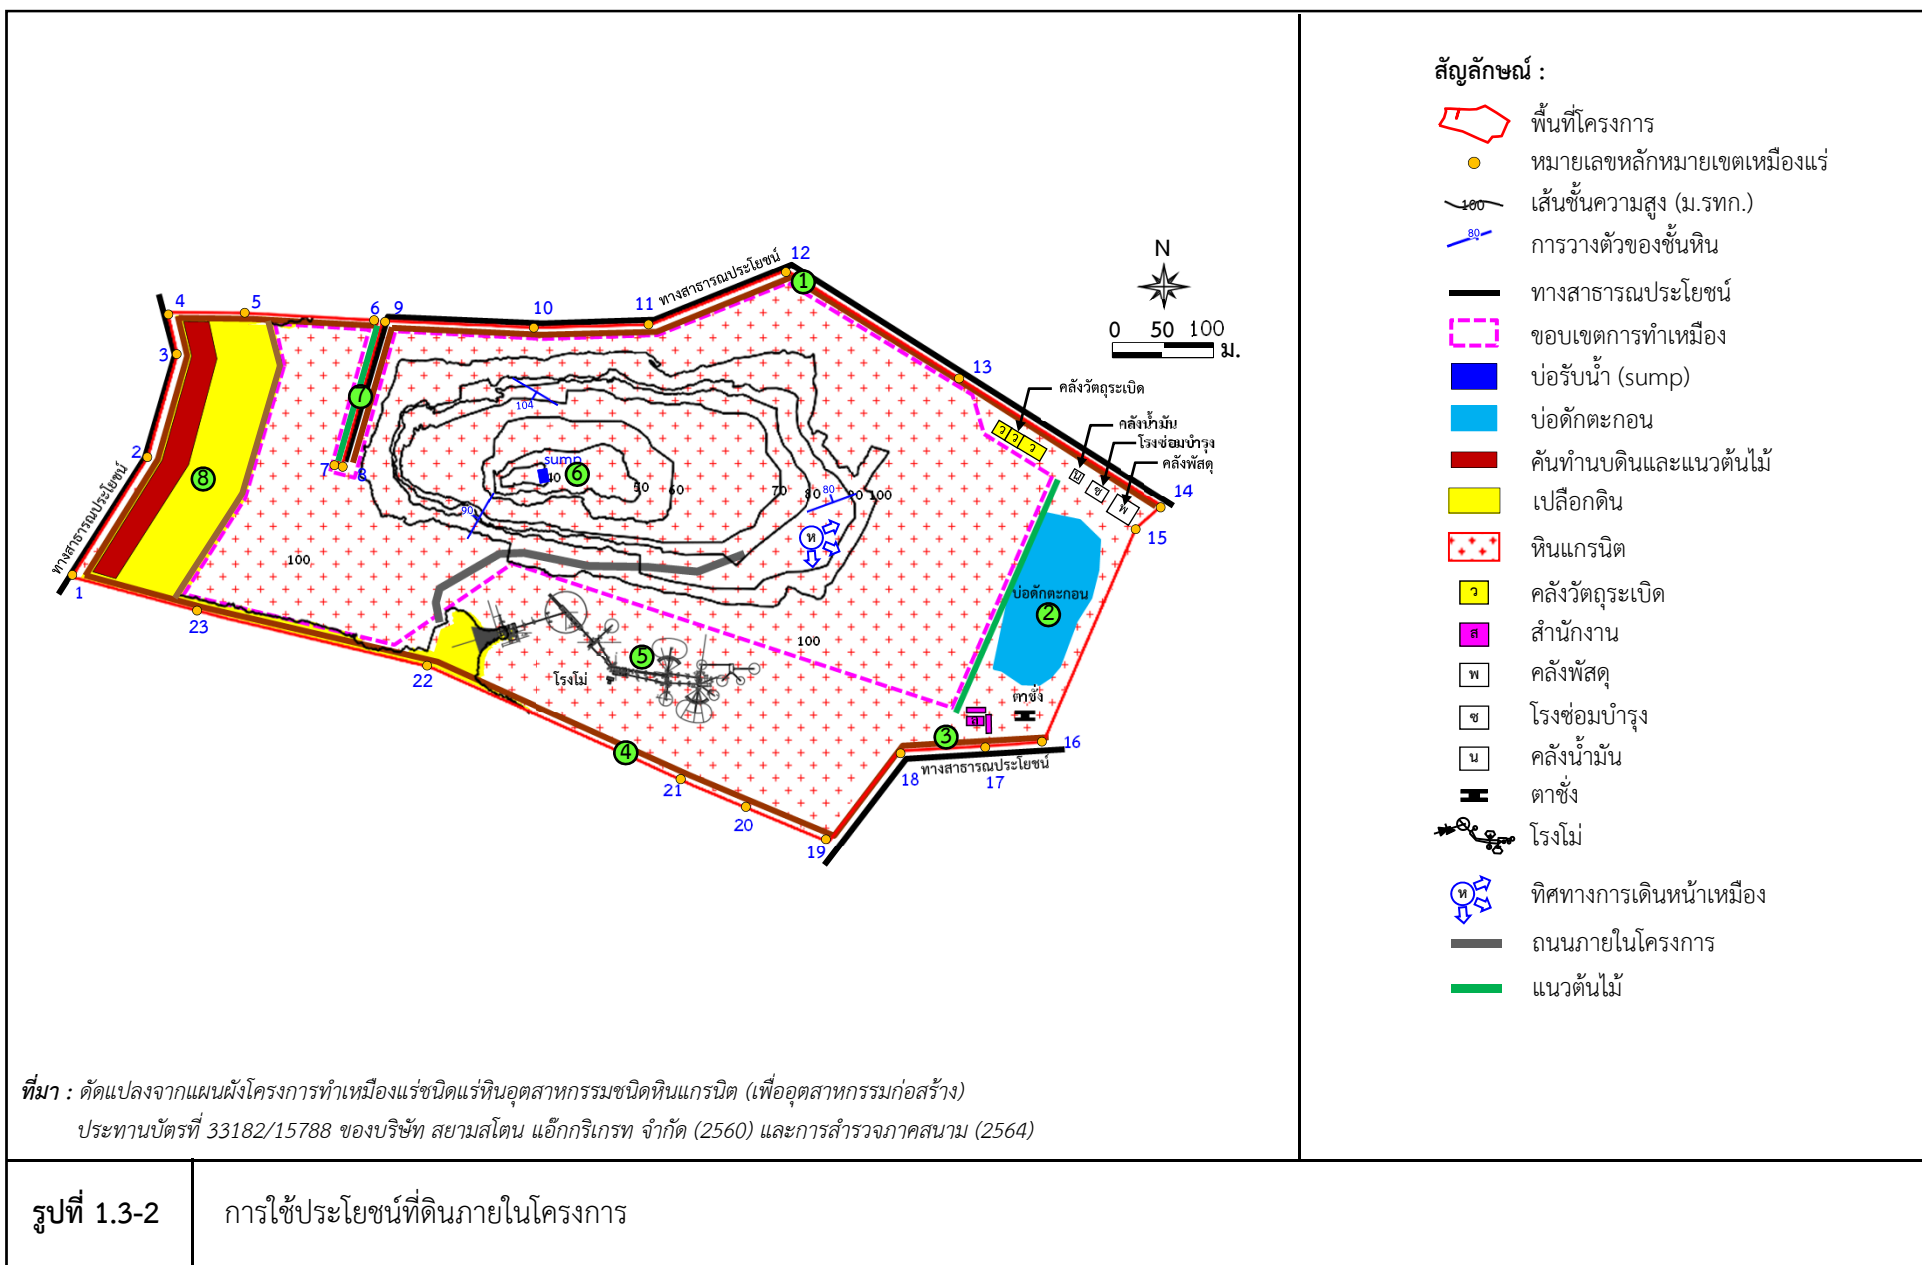 สัญลักษณ์ :
พื้นที่โครงการ
หมายเลขหลักหมายเขตเหมืองแร่
100 เส้นชั้นความสูง (ม.รทก.)
80 การวางตัวของชั้นหิน
ทางสาธารณประโยชน์
ขอบเขตการทำเหมือง
บ่อรับน้ำ (sump)
บ่อดักตะกอน
คันทำนบดินและแนวต้นไม้
เปลือกดิน
หินแกรนิต
ว คลังวัตถุระเบิด
ส สำนักงาน
พ คลังพัสดุ
ซ โรงซ่อมบำรุง
น คลังน้ำมัน
ตาชั่ง
โรงโม่
ห ทิศทางการเดินหน้าเหมือง
ถนนภายในโครงการ
แนวต้นไม้
N
0 50 100
ม.
12
1
ทางสาธารณประโยชน์
4 5 6 9 10 11
3
13
คลังวัตถุระเบิด
7
104
คลังน้ำมัน
โรงซ่อมบำรุง
คลังพัสดุ
ว ว ว
2
ทางสาธารณประโยชน์
8
7 8
sump
40
6
50 60 70 80 90 100
80
90
น ซ พ
14
15
ห
100
1
23
บ่อดักตะกอน
2
100
5
โรงโม่
22
ตาชั่ง
ส
3
16
4
18
ทางสาธารณประโยชน์
17
21
20
19
ที่มา : ดัดแปลงจากแผนผังโครงการทำเหมืองแร่ชนิดแร่หินอุตสาหกรรมชนิดหินแกรนิต (เพื่ออุตสาหกรรมก่อสร้าง)
ประทานบัตรที่ 33182/15788 ของบริษัท สยามสโตน แอ๊กกริเกรท จำกัด (2560) และการสำรวจภาคสนาม (2564)
รูปที่ 1.3-2
การใช้ประโยชน์ที่ดินภายในโครงการ